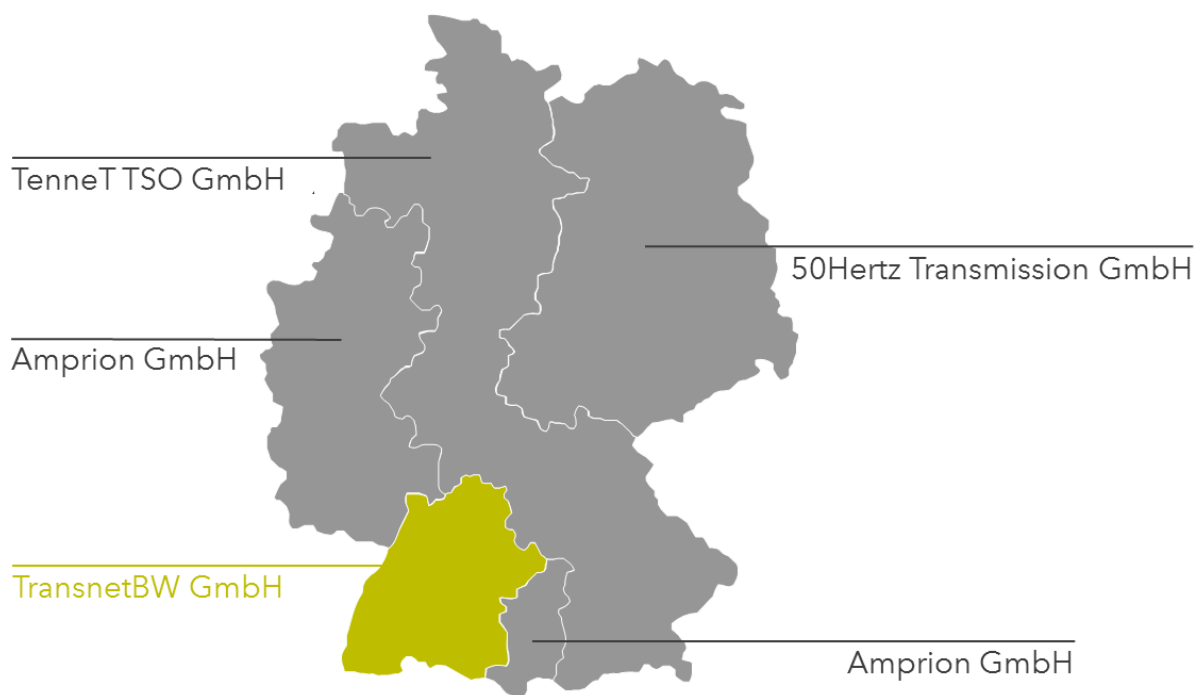 TenneT TSO GmbH
50Hertz Transmission GmbH
Amprion GmbH
TransnetBW GmbH
Amprion GmbH